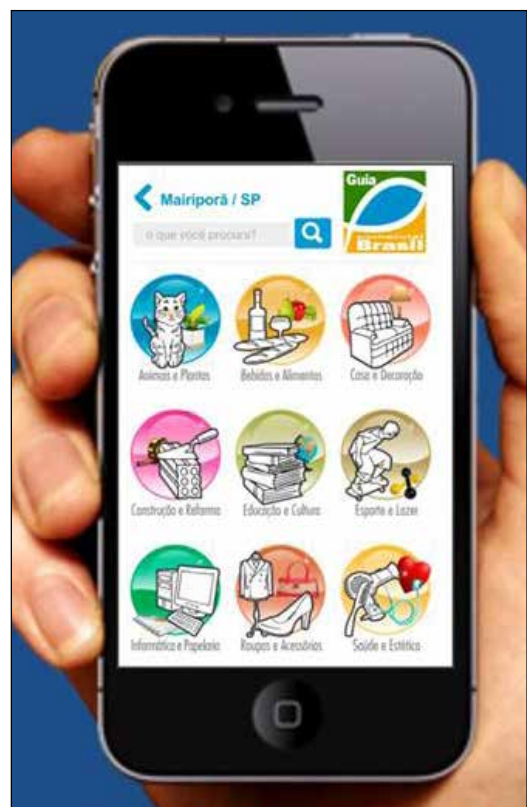 Mairiporã / SP
o que você procura?
Guia
Comercial
Brasil
Animais e Plantas
Bebidas e Alimentos
Casa e Decoração
Construção e Reforma
Educação e Cultura
Esporte e Lazer
Informática e Papelaria
Roupas e Acessórios
Saúde e Estética